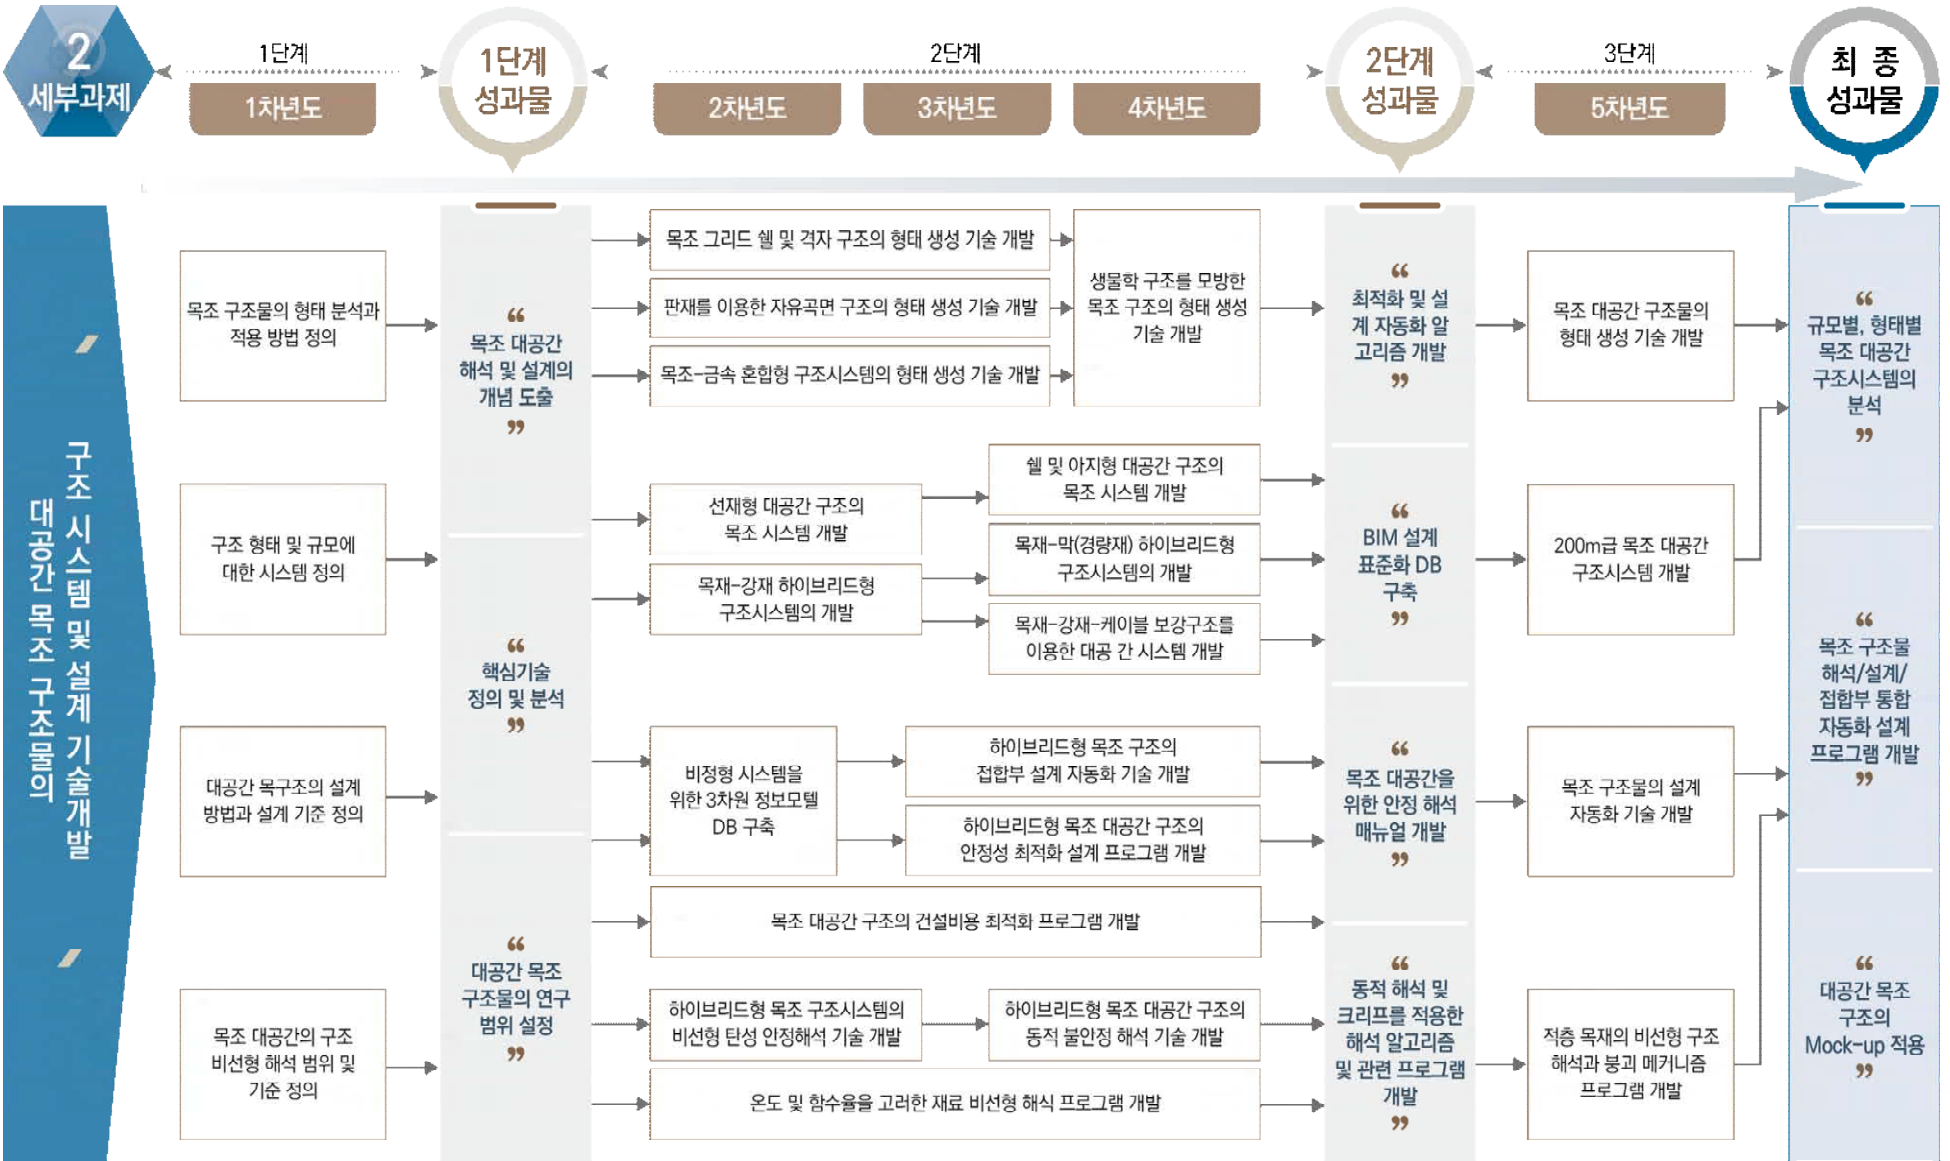 2
세부과제
1단계
1차년도
1단계
성과물
2단계
2차년도
3차년도
4차년도
2단계
성과물
3단계
5차년도
최 종
성과물
대공간 목조 구조물의
구조 시스템 및 설계 기술개발
목조 구조물의 형태 분석과
적용 방법 정의
구조 형태 및 규모에
대한 시스템 정의
대공간 목구조의 설계
방법과 설계 기준 정의
목조 대공간의 구조
비선형 해석 범위 및
기준 정의
“
목조 대공간
해석 및 설계의
개념 도출
”
“
핵심기술
정의 및 분석
”
“
대공간 목조
구조물의 연구
범위 설정
”
목조 그리드 쉘 및 격자 구조의 형태 생성 기술 개발
판재를 이용한 자유곡면 구조의 형태 생성 기술 개발
목조-금속 혼합형 구조시스템의 형태 생성 기술 개발
생물학 구조를 모방한
목조 구조의 형태 생성
기술 개발
선재형 대공간 구조의
목조 시스템 개발
목재-강재 하이브리드형
구조시스템의 개발
쉘 및 아지형 대공간 구조의
목조 시스템 개발
목재-막(경량재) 하이브리드형
구조시스템의 개발
목재-강재-케이블 보강구조를
이용한 대공 간 시스템 개발
비정형 시스템을
위한 3차원 정보모델
DB 구축
하이브리드형 목조 구조의
접합부 설계 자동화 기술 개발
하이브리드형 목조 대공간 구조의
안정성 최적화 설계 프로그램 개발
목조 대공간 구조의 건설비용 최적화 프로그램 개발
하이브리드형 목조 구조시스템의
비선형 탄성 안정해석 기술 개발
하이브리드형 목조 대공간 구조의
동적 불안정 해석 기술 개발
온도 및 함수율을 고러한 재료 비선형 해식 프로그램 개발
“
최적화 및 설
계 자동화 알
고리즘 개발
”
“
BIM 설계
표준화 DB
구축
”
“
목조 대공간을
위한 안정 해석
매뉴얼 개발
”
“
동적 해석 및
크리프를 적용한
해석 알고리즘
및 관련 프로그램
개발
”
목조 대공간 구조물의
형태 생성 기술 개발
200m급 목조 대공간
구조시스템 개발
목조 구조물의 설계
자동화 기술 개발
적층 목재의 비선형 구조
해석과 붕괴 메커니즘
프로그램 개발
“
규모별, 형태별
목조 대공간
구조시스템의
분석
”
“
목조 구조물
해석/설계/
접합부 통합
자동화 설계
프로그램 개발
”
“
대공간 목조
구조의
Mock-up 적용
”